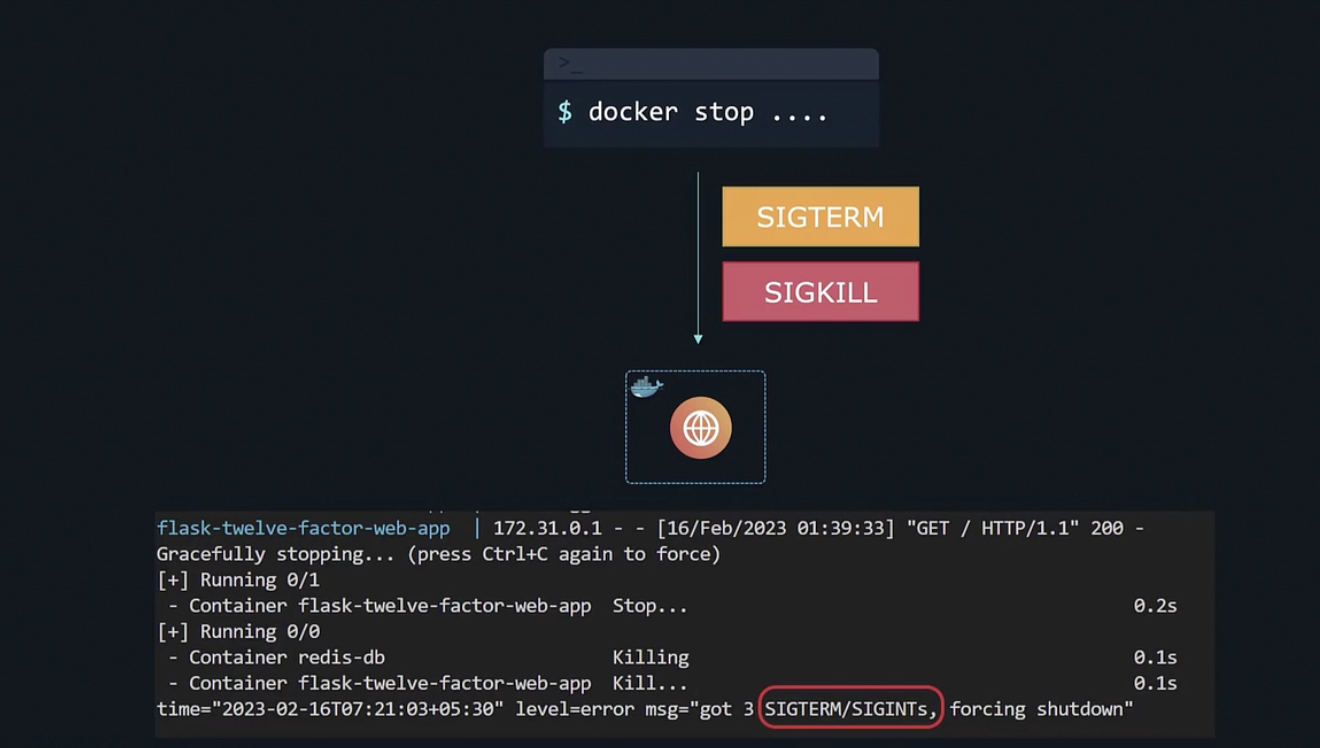 >_
$ docker stop ....
SIGTERM
SIGKILL
flask-twelve-factor-web-app | 172.31.0.1 - - [16/Feb/2023 01:39:33] "GET / HTTP/1.1" 200 -
Gracefully stopping... (press Ctrl+C again to force)
[+] Running 0/1
 - Container flask-twelve-factor-web-app  Stop...  0.2s
[+] Running 0/0
 - Container redis-db  Killing  0.1s
 - Container flask-twelve-factor-web-app  Kill...  0.1s
time="2023-02-16T07:21:03+05:30" level=error msg="got 3 SIGTERM/SIGINTs, forcing shutdown"